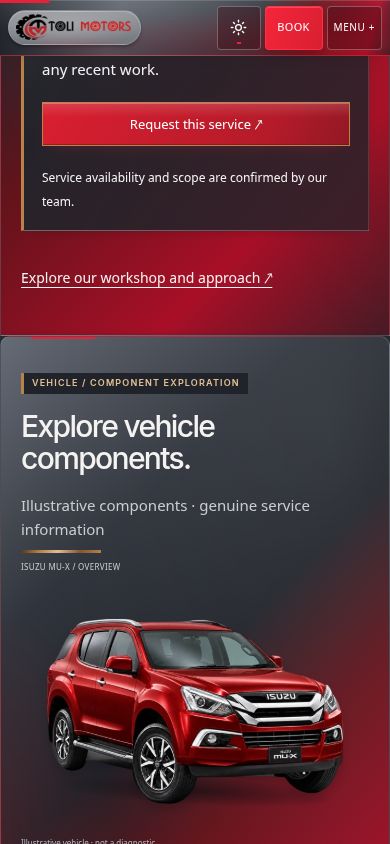 TOLI MOTORS
BOOK
MENU +
any recent work.
Request this service ↗
Service availability and scope are confirmed by our
team.
Explore our workshop and approach ↗
VEHICLE / COMPONENT EXPLORATION
Explore vehicle
components.
Illustrative components · genuine service
information
ISUZU MU-X / OVERVIEW
ISUZU
ISUZU
mu-x
Illustrative vehicle · not a diagnostic